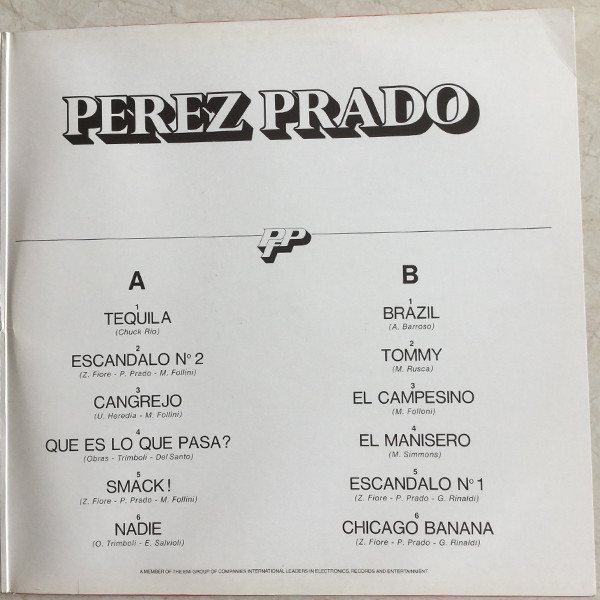 PEREZ PRADO
PP
A
1
TEQUILA
(Chuck Rio)
2
ESCANDALO Nº 2
(Z. Fiore - P. Prado - M. Follini)
3
CANGREJO
(U. Heredia - M. Follini)
4
QUE ES LO QUE PASA?
(Obras - Trimboli - Del Santo)
5
SMACK!
(Z. Fiore - P. Prado - M. Follini)
6
NADIE
(O. Trimboli - E. Salvioli)
B
1
BRAZIL
(A. Barroso)
2
TOMMY
(M. Rusca)
3
EL CAMPESINO
(M. Folloni)
4
EL MANISERO
(M. Simmons)
5
ESCANDALO Nº 1
(Z. Fiore - P. Prado - G. Rinaldi)
6
CHICAGO BANANA
(Z. Fiore - P. Prado - G. Rinaldi)
A MEMBER OF THE EMI GROUP OF COMPANIES INTERNATIONAL LEADERS IN ELECTRONICS, RECORDS AND ENTERTAINMENT